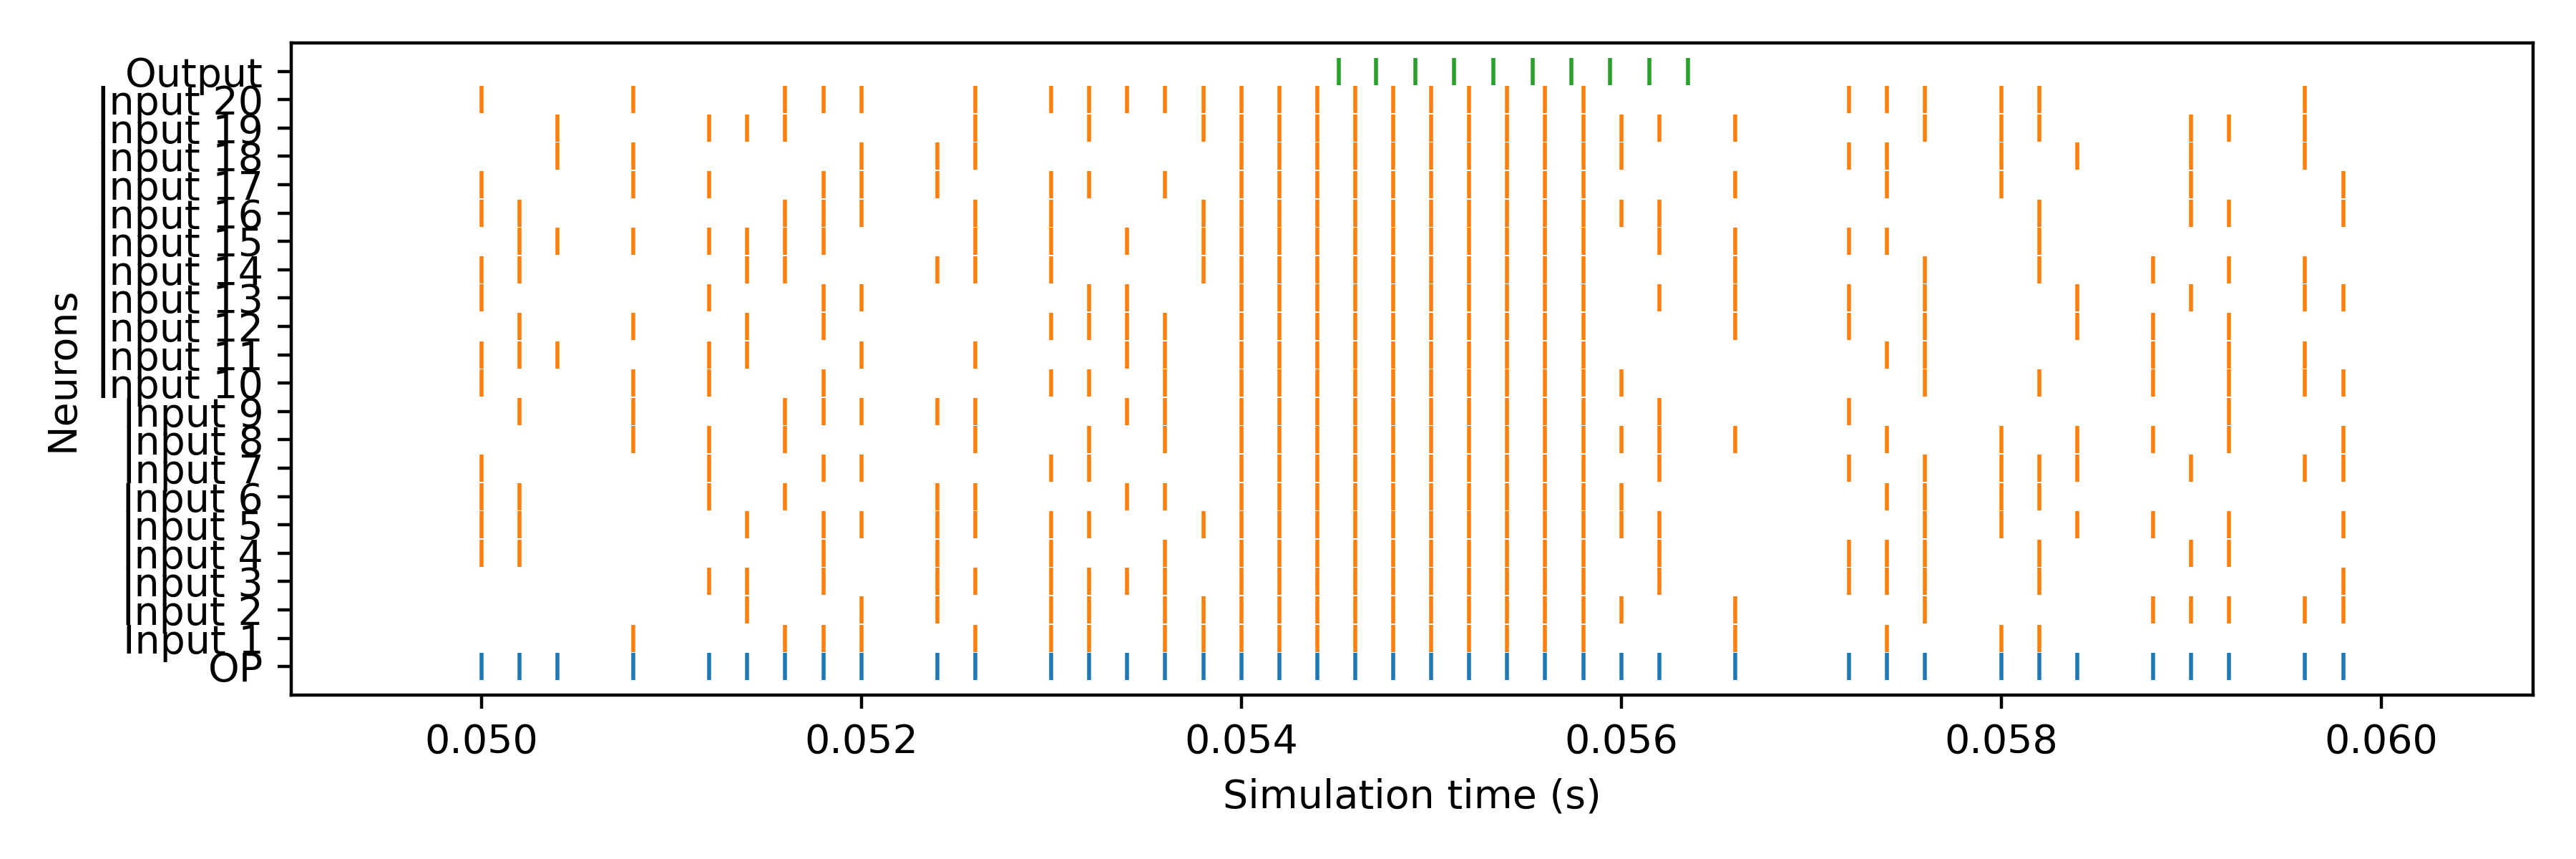 Output
Input 20
Input 19
Input 18
Input 17
Input 16
Input 15
Input 14
Input 13
Input 12
Input 11
Input 10
Input 9
Input 8
Input 7
Input 6
Input 5
Input 4
Input 3
Input 2
Input 1
OP
Neurons
0.050 0.052 0.054 0.056 0.058 0.060
Simulation time (s)